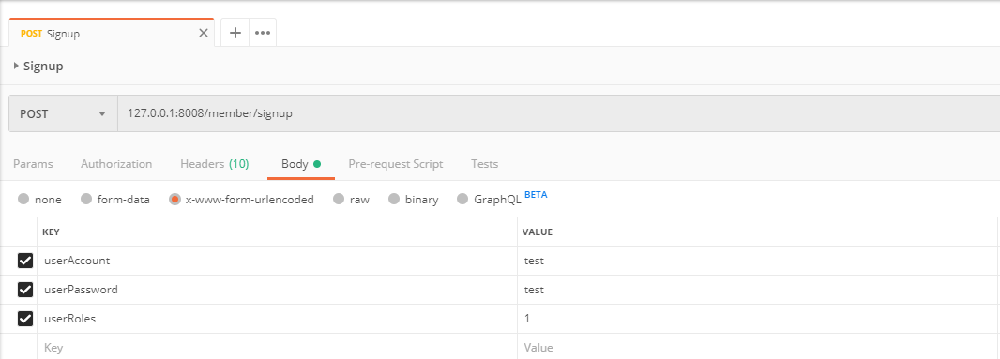 POST Signup
Signup
POST 127.0.0.1:8008/member/signup
Params Authorization Headers (10) Body Pre-request Script Tests
none form-data x-www-form-urlencoded raw binary GraphQL BETA
KEY VALUE
userAccount test
userPassword test
userRoles 1
Key Value